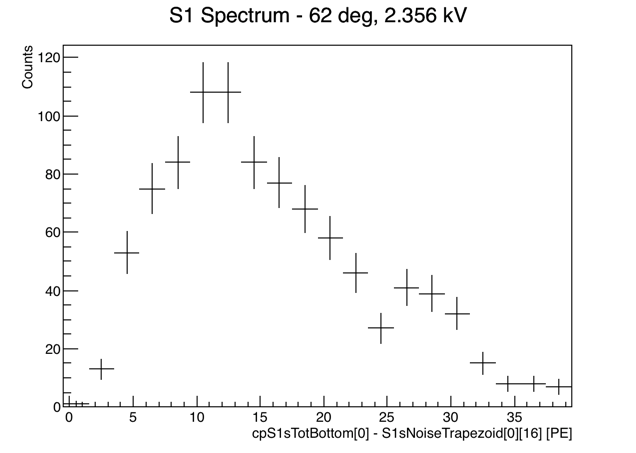 S1 Spectrum - 62 deg, 2.356 kV
Counts
120
100
80
60
40
20
0
0 5 10 15 20 25 30 35
cpS1sTotBottom[0] - S1sNoiseTrapezoid[0][16] [PE]